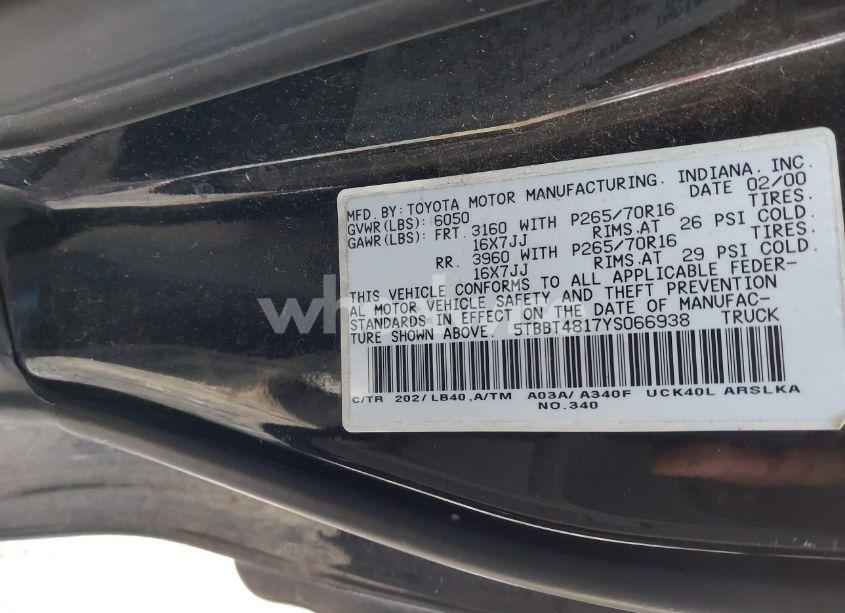 MFD. BY: TOYOTA MOTOR MANUFACTURING, INDIANA, INC.
GVWR(LBS): 6050 DATE 02/00
GAWR(LBS): FRT. 3160 WITH P265/70R16 TIRES.
16X7JJ RIMS.AT 26 PSI COLD.
RR. 3960 WITH P265/70R16 TIRES.
16X7JJ RIMS.AT 29 PSI COLD.
THIS VEHICLE CONFORMS TO ALL APPLICABLE FEDER-
AL MOTOR VEHICLE SAFETY AND THEFT PREVENTION
STANDARDS IN EFFECT ON THE DATE OF MANUFAC-
TURE SHOWN ABOVE. 5TBBT4817YS066938 TRUCK
C/TR 202/ LB40,A/TM A03A/ A340F UCK40L ARSLKA
NO.340